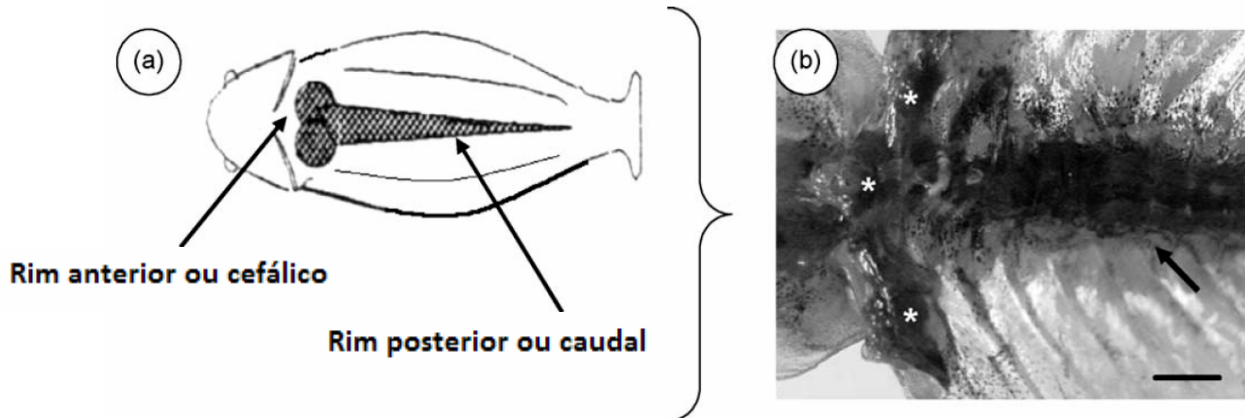 (a)
Rim anterior ou cefálico
Rim posterior ou caudal
(b)
* 
* 
*